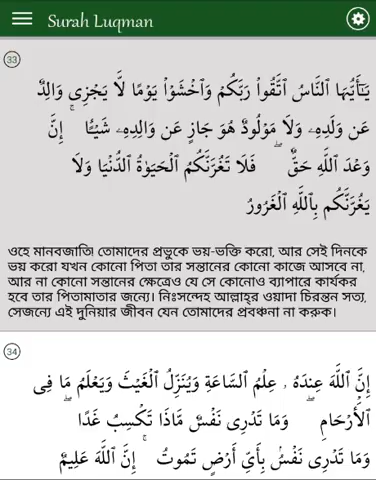 Surah Luqman
33
يَـٰٓأَيُّهَا ٱلنَّاسُ ٱتَّقُوا۟ رَبَّكُمْ وَٱخْشَوْا۟ يَوْمًا لَّا يَجْزِى وَالِدٌ
عَن وَلَدِهِۦ وَلَا مَوْلُودٌ هُوَ جَازٍ عَن وَالِدِهِۦ شَيْـًٔا ۚ إِنَّ
وَعْدَ ٱللَّهِ حَقٌّ ۖ فَلَا تَغُرَّنَّكُمُ ٱلْحَيَوٰةُ ٱلدُّنْيَا وَلَا
يَغُرَّنَّكُم بِٱللَّهِ ٱلْغَرُورُ
ওহে মানবজাতি! তোমাদের প্রভুকে ভয়-ভক্তি করো, আর সেই দিনকে
ভয় করো যখন কোনো পিতা তার সন্তানের কোনো কাজে আসবে না,
আর না কোনো সন্তানের ক্ষেত্রেও যে সে কোনোও ব্যাপারে কার্যকর
হবে তার পিতামাতার জন্যে। নিঃসন্দেহ আল্লাহ্‌র ওয়াদা চিরন্তন সত্য,
সেজন্যে এই দুনিয়ার জীবন যেন তোমাদের প্রবঞ্চনা না করুক।
34
إِنَّ ٱللَّهَ عِندَهُۥ عِلْمُ ٱلسَّاعَةِ وَيُنَزِّلُ ٱلْغَيْثَ وَيَعْلَمُ مَا فِى
ٱلْأَرْحَامِ ۖ وَمَا تَدْرِى نَفْسٌ مَّاذَا تَكْسِبُ غَدًا ۖ
وَمَا تَدْرِى نَفْسٌۢ بِأَىِّ أَرْضٍ تَمُوتُ ۚ إِنَّ ٱللَّهَ عَلِيمٌ